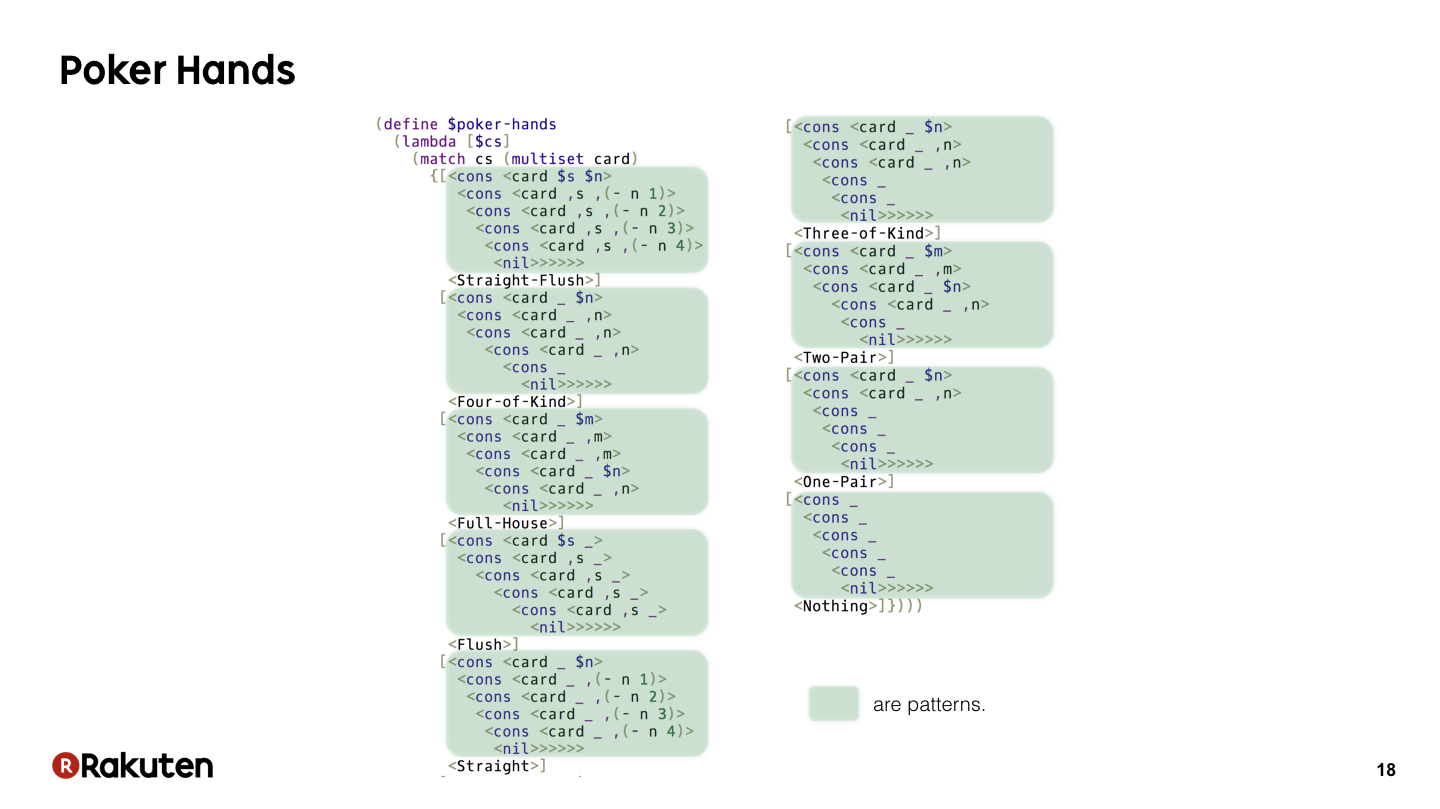 Poker Hands
(define $poker-hands
(lambda [$cs]
(match cs (multiset card)
{[<cons <card $s $n>
<cons <card ,s ,(- n 1)>
<cons <card ,s ,(- n 2)>
<cons <card ,s ,(- n 3)>
<cons <card ,s ,(- n 4)>
<nil>>>>>>
<Straight-Flush>]
[<cons <card _ $n>
<cons <card _ ,n>
<cons <card _ ,n>
<cons <card _ ,n>
<cons _
<nil>>>>>>
<Four-of-Kind>]
[<cons <card _ $m>
<cons <card _ ,m>
<cons <card _ ,m>
<cons <card _ $n>
<cons <card _ ,n>
<nil>>>>>>
<Full-House>]
[<cons <card $s _>
<cons <card ,s _>
<cons <card ,s _>
<cons <card ,s _>
<cons <card ,s _>
<nil>>>>>>
<Flush>]
[<cons <card _ $n>
<cons <card _ ,(- n 1)>
<cons <card _ ,(- n 2)>
<cons <card _ ,(- n 3)>
<cons <card _ ,(- n 4)>
<nil>>>>>>
<Straight>]
[<cons <card _ $n>
<cons <card _ ,n>
<cons <card _ ,n>
<cons _
<cons _
<nil>>>>>>
<Three-of-Kind>]
[<cons <card _ $m>
<cons <card _ ,m>
<cons <card _ $n>
<cons <card _ ,n>
<cons _
<nil>>>>>>
<Two-Pair>]
[<cons <card _ $n>
<cons <card _ ,n>
<cons _
<cons _
<cons _
<nil>>>>>>
<One-Pair>]
[<cons _
<cons _
<cons _
<cons _
<cons _
<nil>>>>>>
<Nothing>]})))
are patterns.
R Rakuten
18